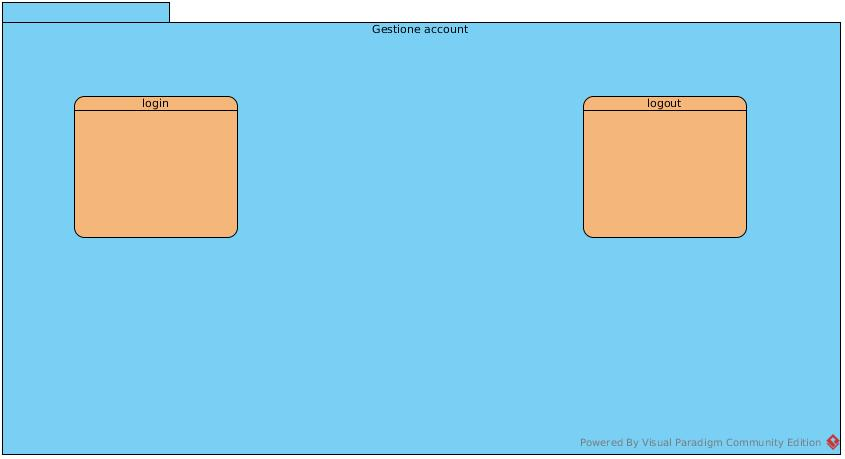 Gestione account
login
logout
Powered By Visual Paradigm Community Edition